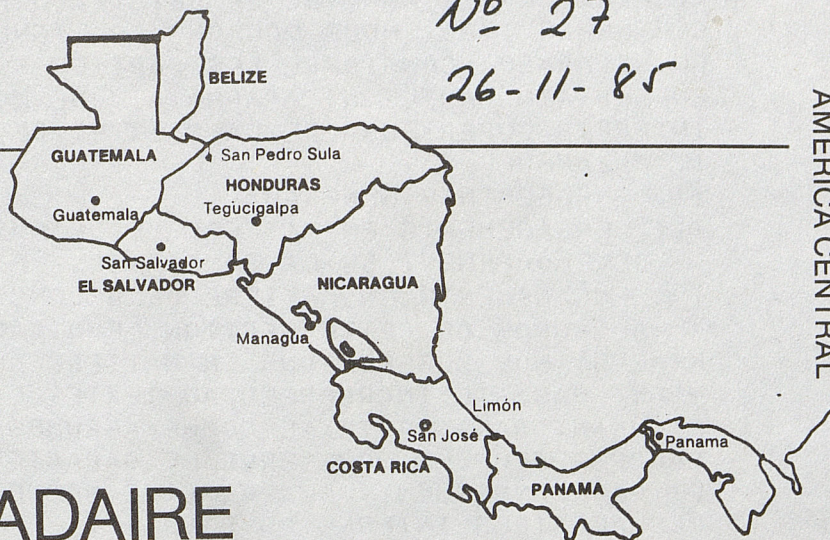 Nº 27
26-11-85
BELIZE
AMERICA CENTRAL
GUATEMALA
San Pedro Sula
HONDURAS
Guatemala
Tegucigalpa
San Salvador
EL SALVADOR
NICARAGUA
Managua
Limón
San José
Panama
COSTA RICA
PANAMA
ADAIRE